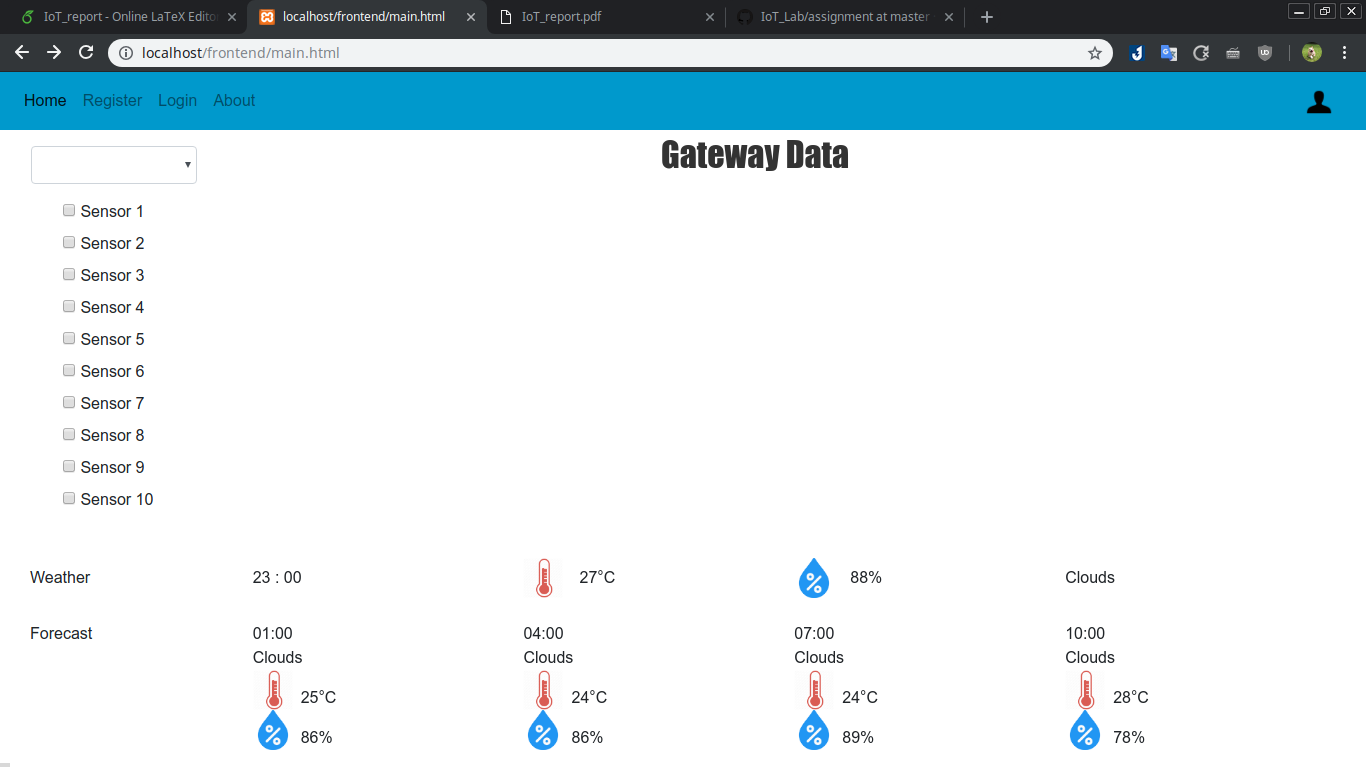 IoT_report - Online LaTeX Editor
localhost/frontend/main.html
IoT_report.pdf
IoT_Lab/assignment at master
localhost/frontend/main.html
Home Register Login About
Gateway Data
Sensor 1
Sensor 2
Sensor 3
Sensor 4
Sensor 5
Sensor 6
Sensor 7
Sensor 8
Sensor 9
Sensor 10
Weather 23 : 00 27°C % 88% Clouds
Forecast 01:00 04:00 07:00 10:00
Clouds Clouds Clouds Clouds
25°C 24°C 24°C 28°C
% 86% % 86% % 89% % 78%